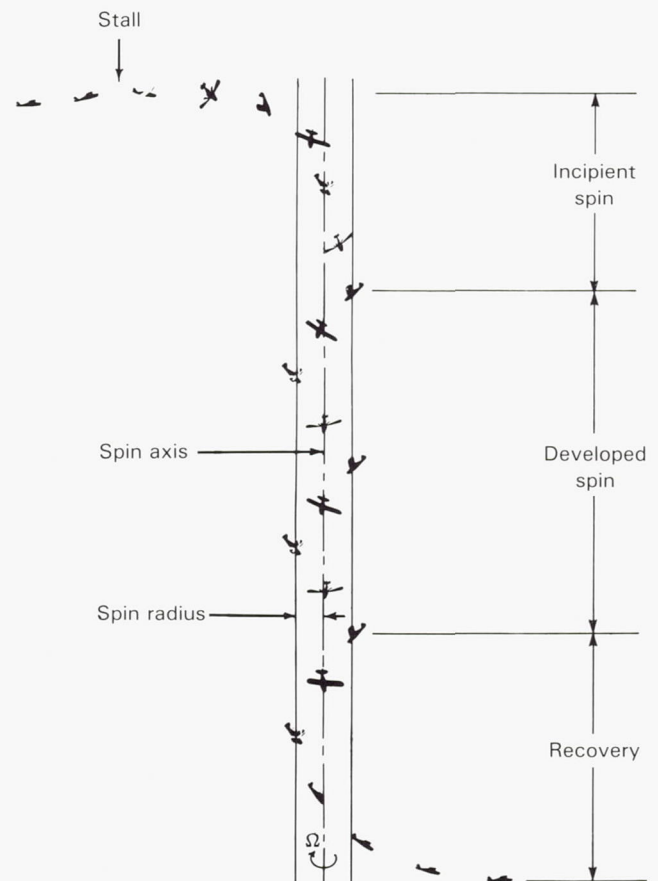 Stall
Incipient
spin
Spin axis
Developed
spin
Spin radius
Recovery
Ω